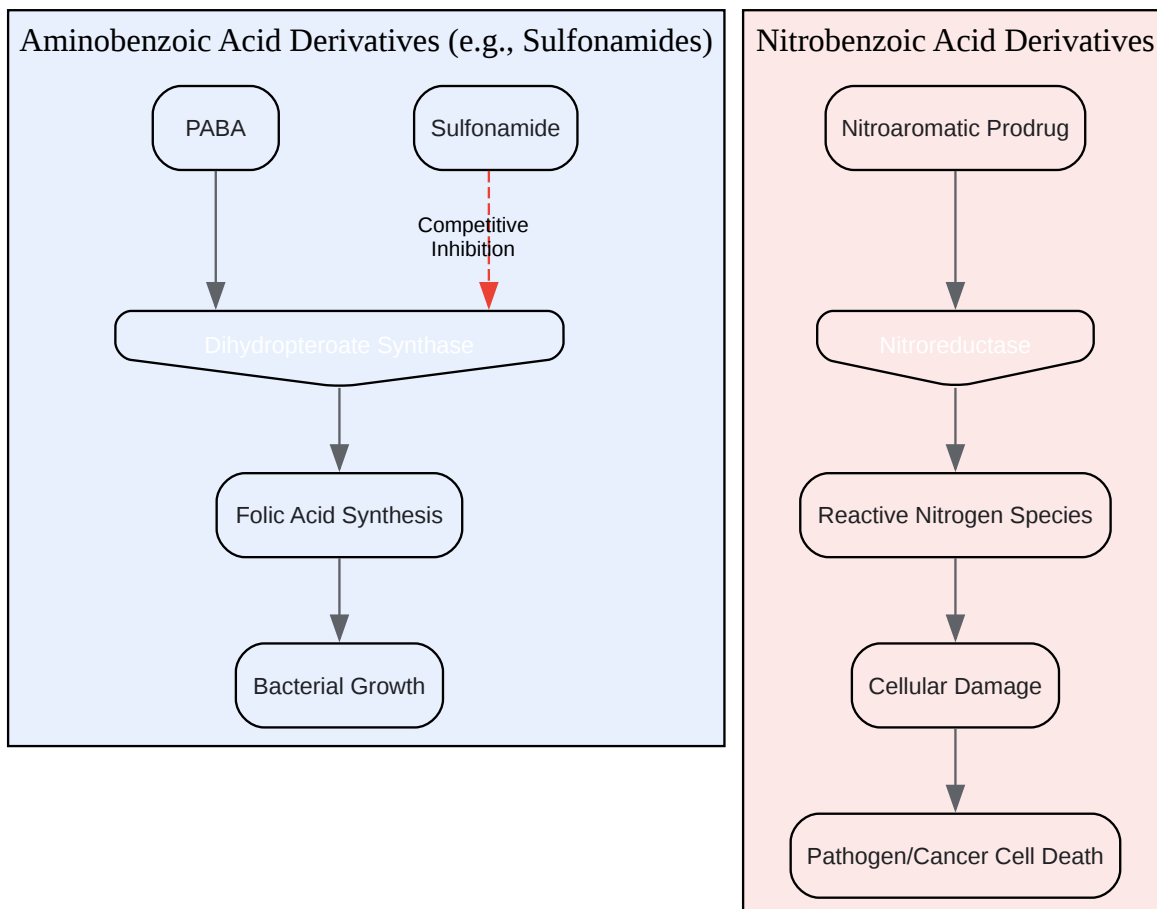 Aminobenzoic Acid Derivatives (e.g., Sulfonamides)
PABA
Sulfonamide
Competitive
Inhibition
Dihydropteroate Synthase
Folic Acid Synthesis
Bacterial Growth
Nitrobenzoic Acid Derivatives
Nitroaromatic Prodrug
Nitroreductase
Reactive Nitrogen Species
Cellular Damage
Pathogen/Cancer Cell Death